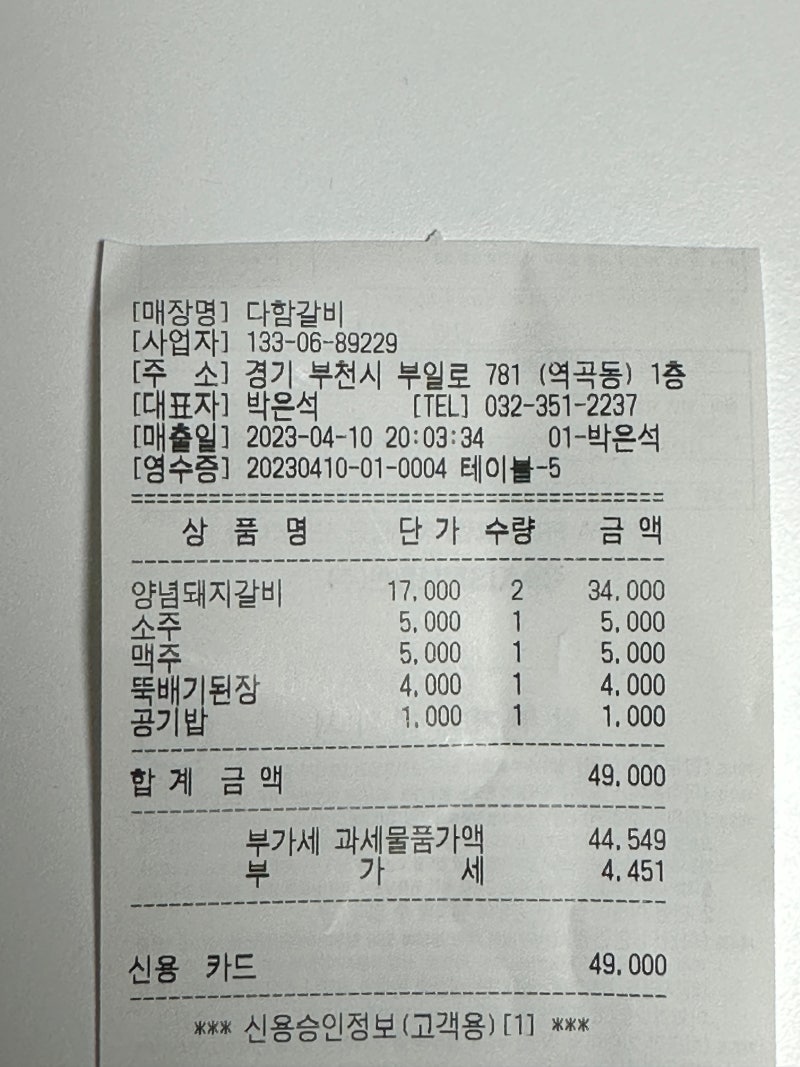 [매장명] 다함갈비
[사업자] 133-06-89229
[주 소] 경기 부천시 부일로 781 (역곡동) 1층
[대표자] 박은석 [TEL] 032-351-2237
[매출일] 2023-04-10 20:03:34 01-박은석
[영수증] 20230410-01-0004 테이블-5
==========================================
상 품 명 단 가 수량 금 액
------------------------------------------
양념돼지갈비 17,000 2 34,000
소주 5,000 1 5,000
맥주 5,000 1 5,000
뚝배기된장 4,000 1 4,000
공기밥 1,000 1 1,000
------------------------------------------
합 계 금 액 49,000
------------------------------------------
부가세 과세물품가액 44,549
부 가 세 4,451
------------------------------------------
신용 카드 49,000
------------------------------------------
*** 신용승인정보(고객용)[1] ***